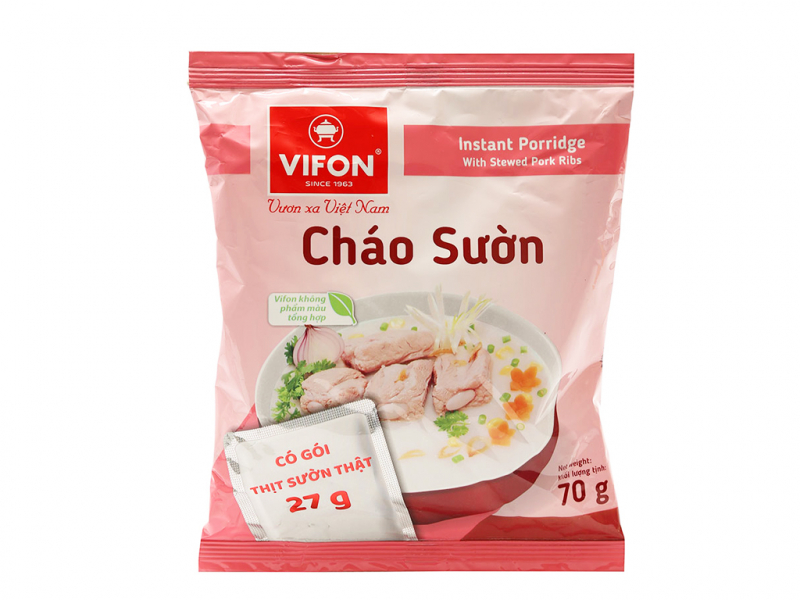 VIFON®
SINCE 1963
Vươn xa Việt Nam
Instant Porridge
With Stewed Pork Ribs
Cháo Sườn
Vifon không
phẩm màu
tổng hợp
CÓ GÓI
THỊT SƯỜN THẬT
27 g
Net weight:
Khối lượng tịnh:
70 g